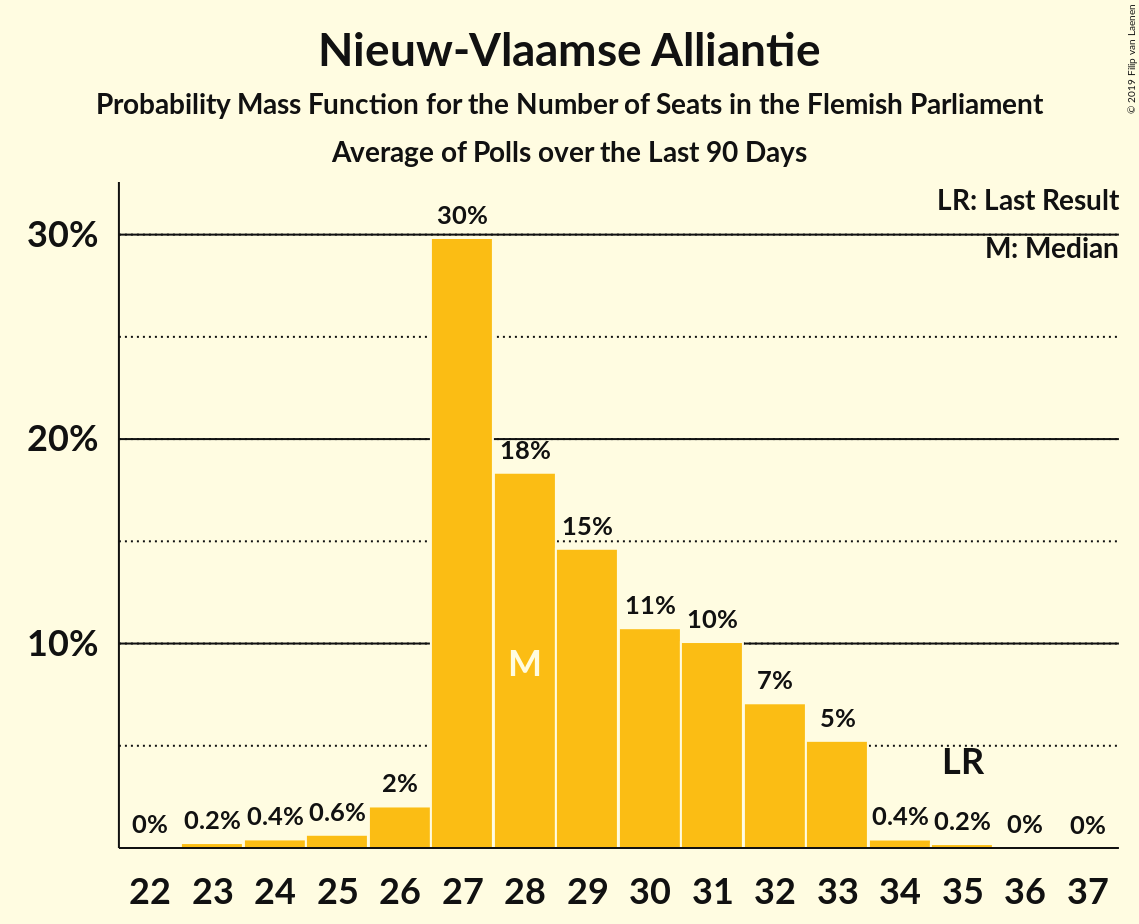 Nieuw-Vlaamse Alliantie
Probability Mass Function for the Number of Seats in the Flemish Parliament
Average of Polls over the Last 90 Days
© 2019 Filip van Laenen
LR: Last Result
M: Median
30%
20%
10%
0%
0.2%
0.4%
0.6%
2%
30%
18%
15%
11%
10%
7%
5%
0.4%
0.2%
0%
0%
M
LR
22 23 24 25 26 27 28 29 30 31 32 33 34 35 36 37